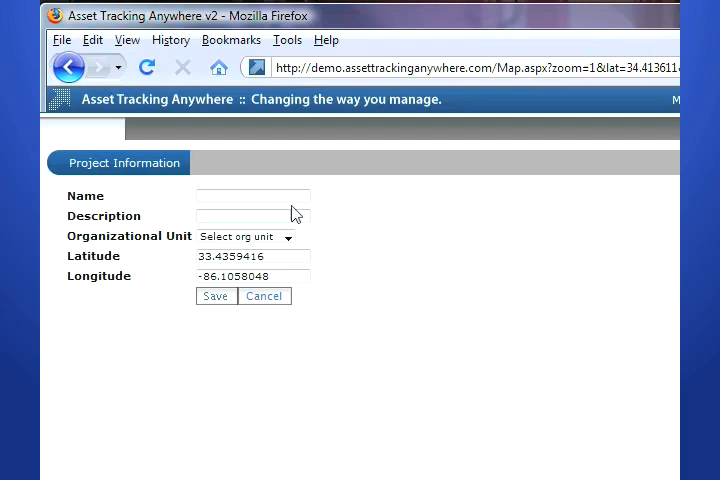 Asset Tracking Anywhere v2 - Mozilla Firefox
File Edit View History Bookmarks Tools Help
http://demo.assettrackinganywhere.com/Map.aspx?zoom=1&lat=34.413611&
Asset Tracking Anywhere :: Changing the way you manage. M
Project Information
Name
Description
Organizational Unit Select org unit
Latitude 33.4359416
Longitude -86.1058048
Save Cancel